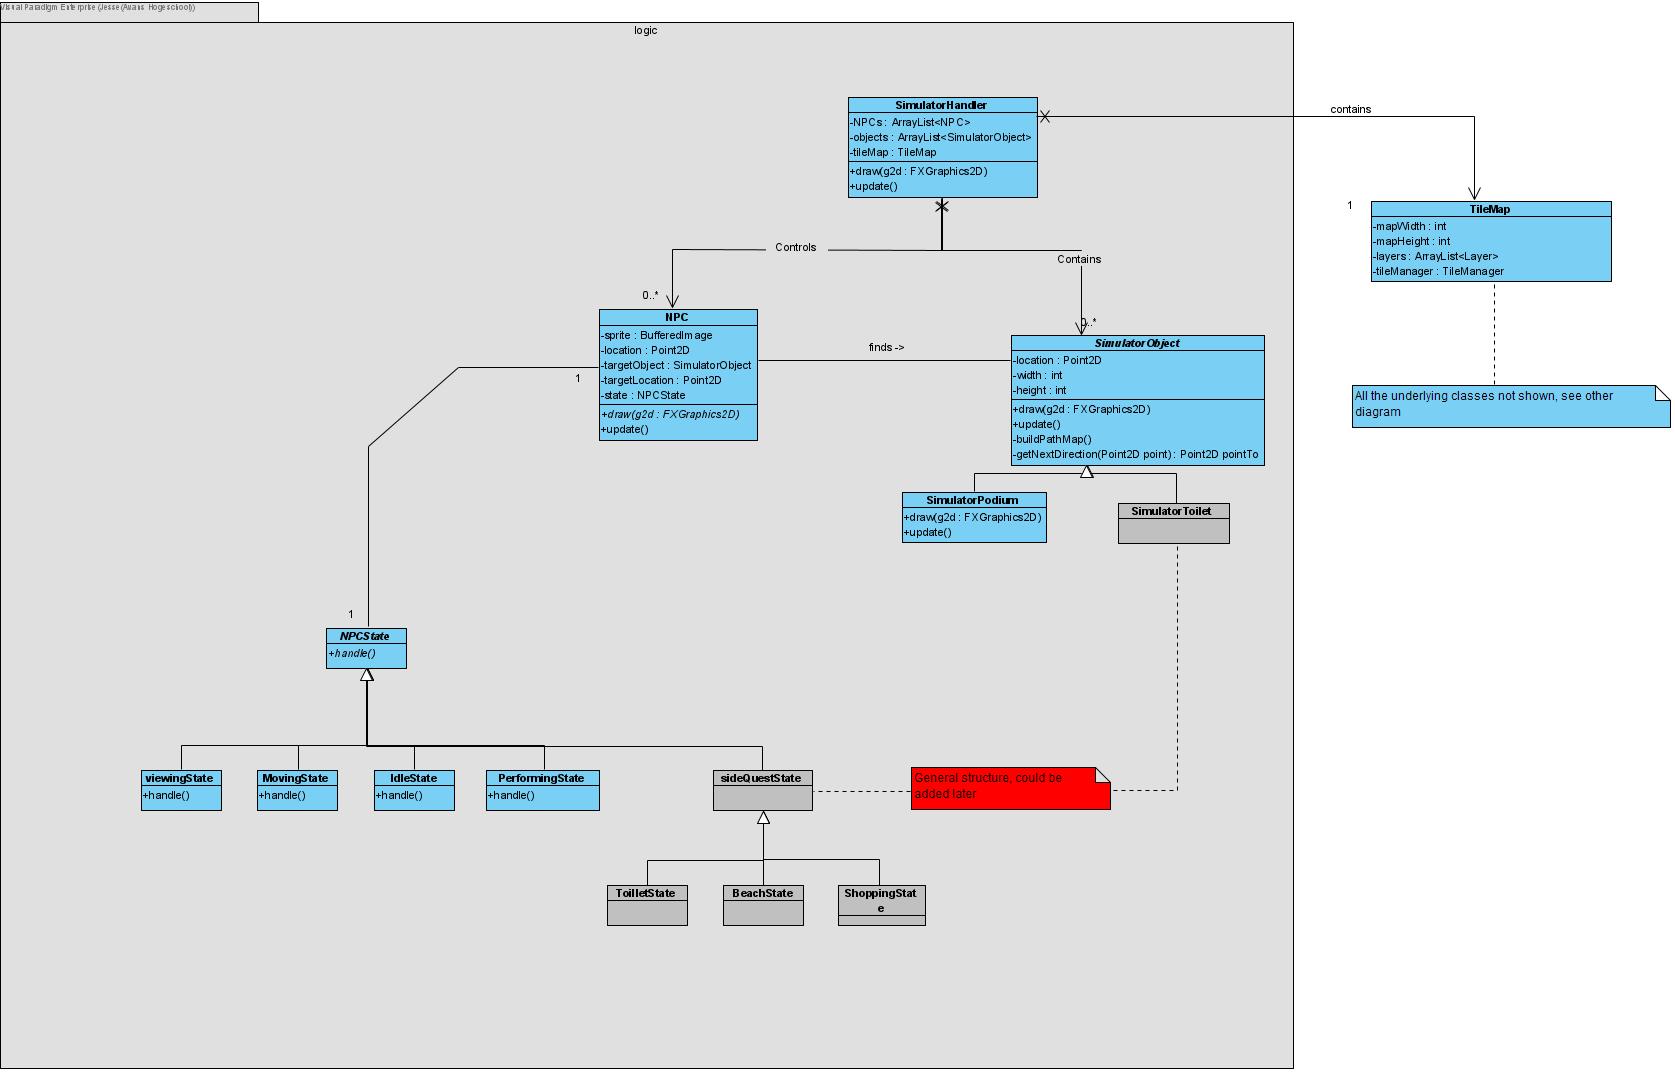 Visual Paradigm Enterprise (Jesse(Avans Hogeschool))
logic
SimulatorHandler
-NPCs : ArrayList<NPC>
-objects : ArrayList<SimulatorObject>
-tileMap : TileMap
+draw(g2d : FXGraphics2D)
+update()
contains
1
TileMap
-mapWidth : int
-mapHeight : int
-layers : ArrayList<Layer>
-tileManager : TileManager
Controls
Contains
0..*
0..*
NPC
-sprite : BufferedImage
-location : Point2D
-targetObject : SimulatorObject
-targetLocation : Point2D
-state : NPCState
+draw(g2d : FXGraphics2D)
+update()
finds ->
SimulatorObject
-location : Point2D
-width : int
-height : int
+draw(g2d : FXGraphics2D)
+update()
-buildPathMap()
-getNextDirection(Point2D point) : Point2D pointTo
All the underlying classes not shown, see other
diagram
1
SimulatorPodium
+draw(g2d : FXGraphics2D)
+update()
SimulatorToilet
1
NPCState
+handle()
viewingState
+handle()
MovingState
+handle()
IdleState
+handle()
PerformingState
+handle()
sideQuestState
General structure, could be
added later
ToilletState
BeachState
ShoppingStat
e